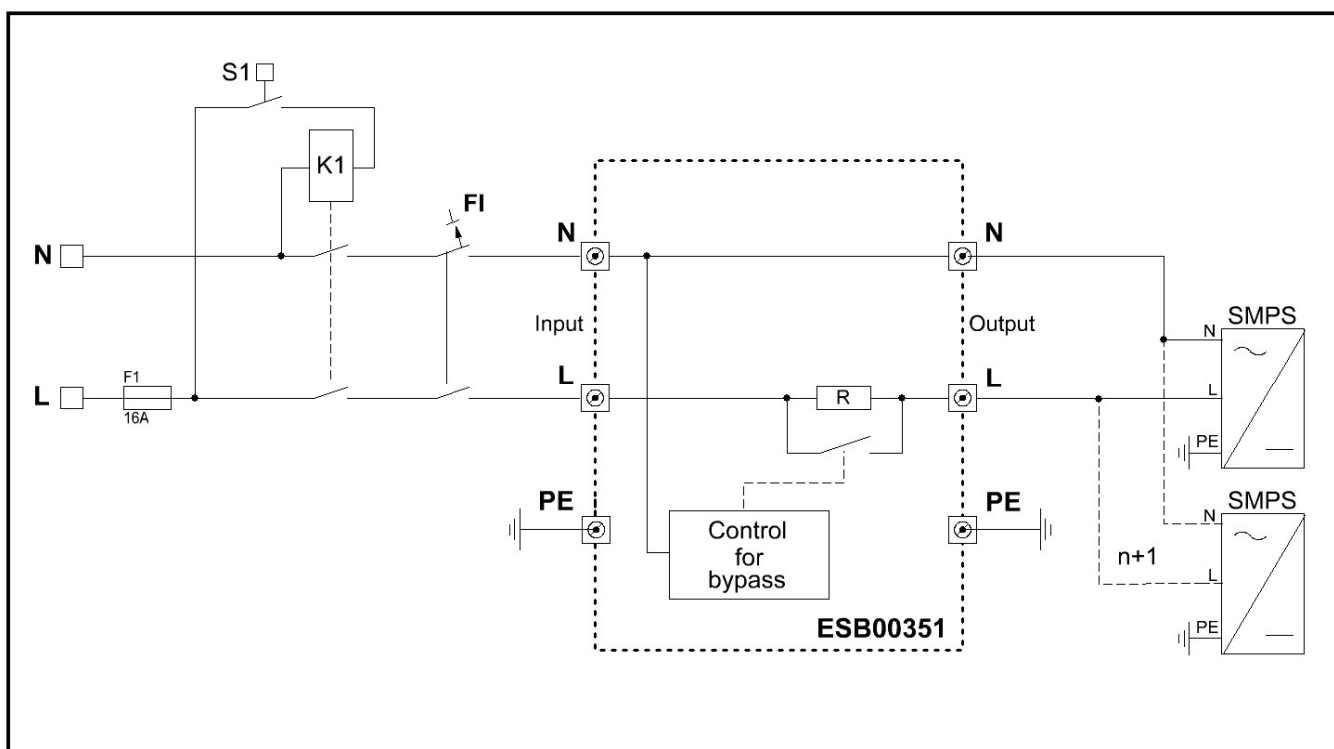 S1
K1
FI
N
N
N
Input
Output
SMPS
N
L
F1
16A
L
L
L
PE
PE
PE
SMPS
N
Control
for
bypass
n+1
L
PE
ESB00351